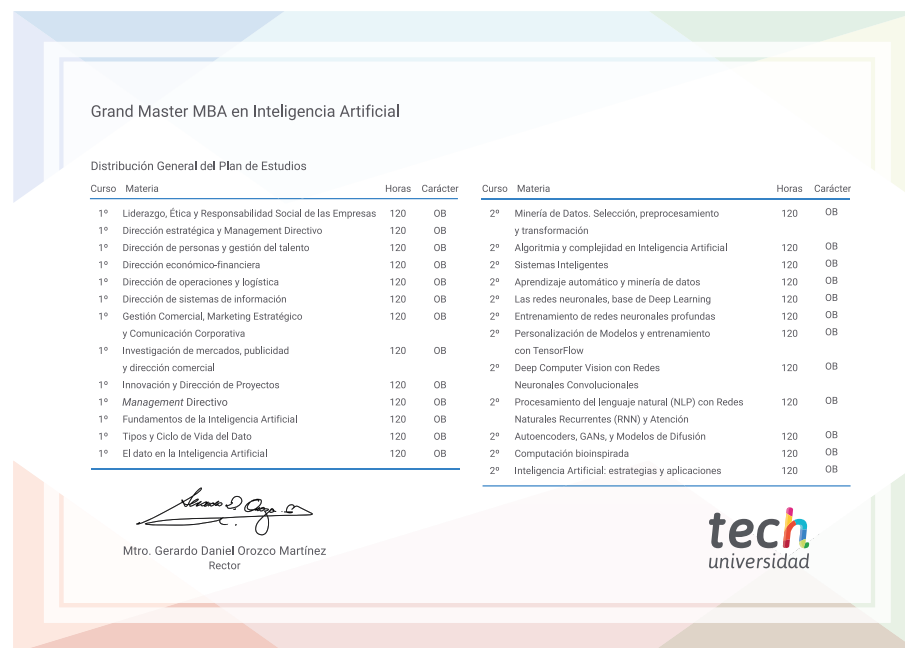 Grand Master MBA en Inteligencia Artificial
Distribución General del Plan de Estudios
Curso Materia Horas Carácter
1º Liderazgo, Ética y Responsabilidad Social de las Empresas 120 OB
1º Dirección estratégica y Management Directivo 120 OB
1º Dirección de personas y gestión del talento 120 OB
1º Dirección económico-financiera 120 OB
1º Dirección de operaciones y logística 120 OB
1º Dirección de sistemas de información 120 OB
1º Gestión Comercial, Marketing Estratégico 120 OB
y Comunicación Corporativa
1º Investigación de mercados, publicidad 120 OB
y dirección comercial
1º Innovación y Dirección de Proyectos 120 OB
1º Management Directivo 120 OB
1º Fundamentos de la Inteligencia Artificial 120 OB
1º Tipos y Ciclo de Vida del Dato 120 OB
1º El dato en la Inteligencia Artificial 120 OB
Curso Materia Horas Carácter
2º Minería de Datos. Selección, preprocesamiento 120 OB
y transformación
2º Algoritmia y complejidad en Inteligencia Artificial 120 OB
2º Sistemas Inteligentes 120 OB
2º Aprendizaje automático y minería de datos 120 OB
2º Las redes neuronales, base de Deep Learning 120 OB
2º Entrenamiento de redes neuronales profundas 120 OB
2º Personalización de Modelos y entrenamiento 120 OB
con TensorFlow
2º Deep Computer Vision con Redes 120 OB
Neuronales Convolucionales
2º Procesamiento del lenguaje natural (NLP) con Redes 120 OB
Naturales Recurrentes (RNN) y Atención
2º Autoencoders, GANs, y Modelos de Difusión 120 OB
2º Computación bioinspirada 120 OB
2º Inteligencia Artificial: estrategias y aplicaciones 120 OB
Mtro. Gerardo Daniel Orozco Martínez
Rector
tech
universidad